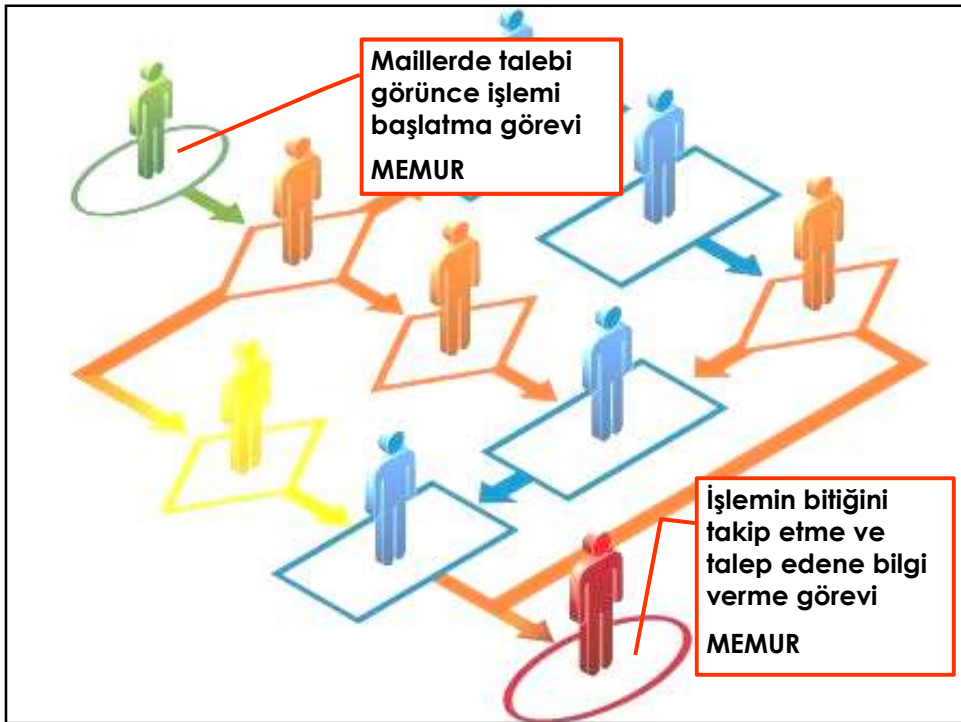 Maillerde talebi
görünce işlemi
başlatma görevi
MEMUR
İşlemin bitiğini
takip etme ve
talep edene bilgi
verme görevi
MEMUR